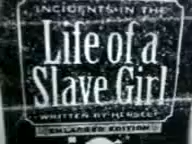 INCIDENTS IN THE
Life of a
Slave Girl
WRITTEN BY HERSELF
ENLARGED EDITION